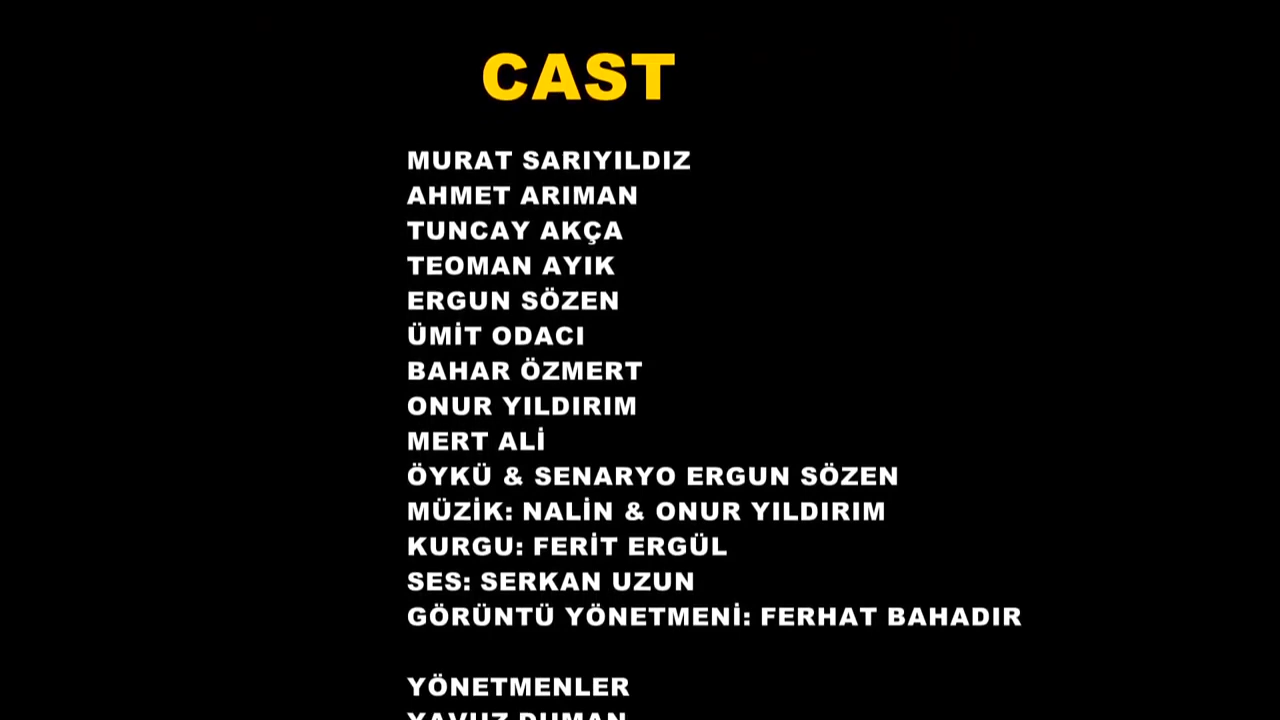 CAST
MURAT SARIYILDIZ
AHMET ARIMAN
TUNCAY AKÇA
TEOMAN AYIK
ERGUN SÖZEN
ÜMİT ODACI
BAHAR ÖZMERT
ONUR YILDIRIM
MERT ALİ
ÖYKÜ & SENARYO ERGUN SÖZEN
MÜZİK: NALİN & ONUR YILDIRIM
KURGU: FERİT ERGÜL
SES: SERKAN UZUN
GÖRÜNTÜ YÖNETMENİ: FERHAT BAHADIR
YÖNETMENLER
YAVUZ DUMAN